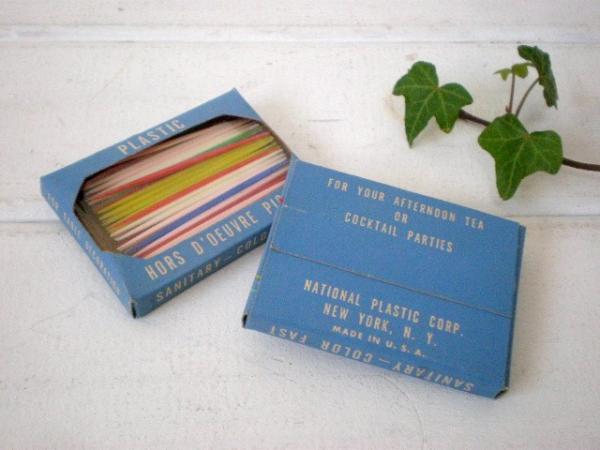 PLASTIC
HORS D'OEUVRE
SANITARY — COLO
FOR YOUR AFTERNOON TEA
OR
COCKTAIL PARTIES
NATIONAL PLASTIC CORP.
NEW YORK, N. Y.
MADE IN U. S. A.
SANITARY — COLOR FAST